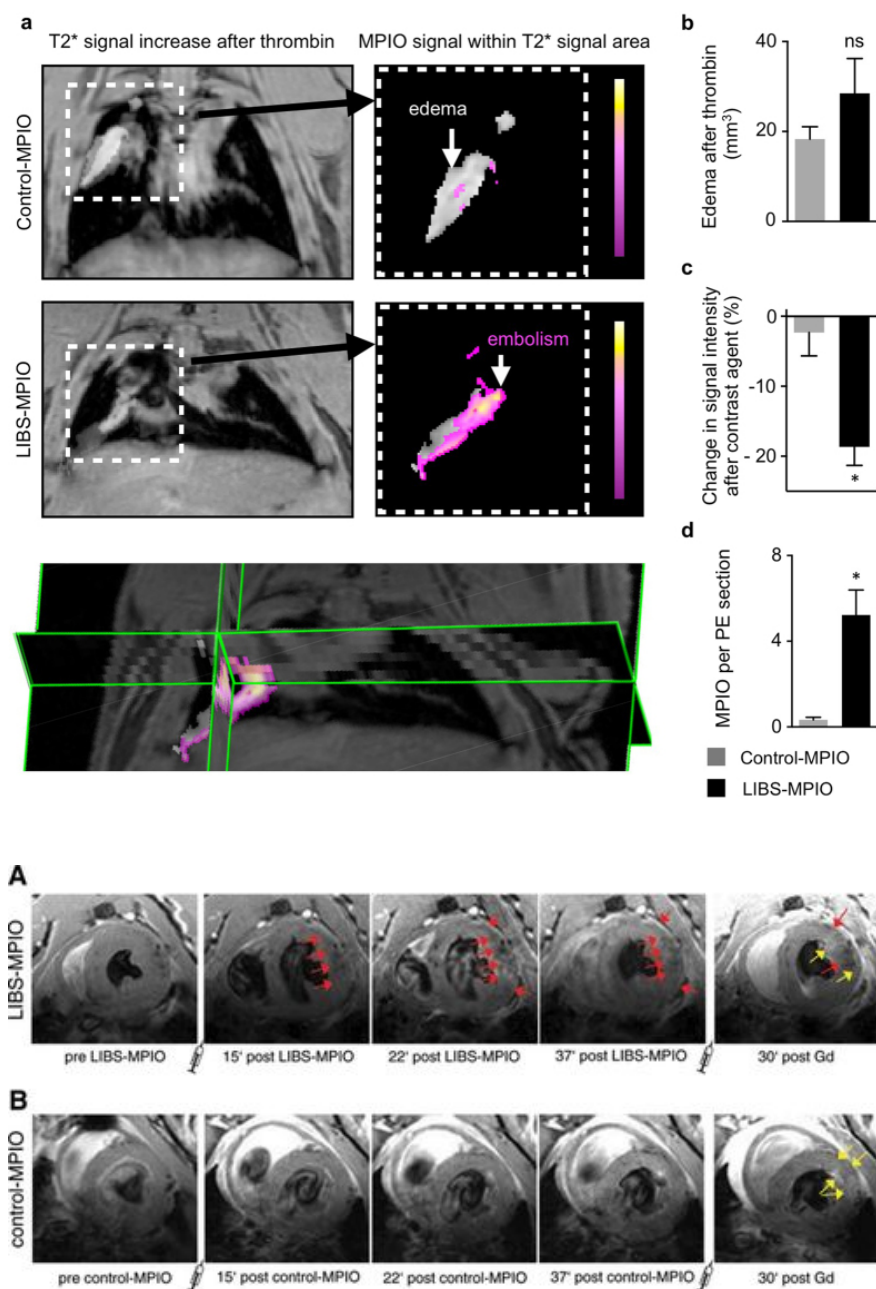 a
T2* signal increase after thrombin
MPIO signal within T2* signal area
Control-MPIO
edema
LIBS-MPIO
embolism
b
Edema after thrombin
(mm³)
40
20
0
ns
c
Change in signal intensity
after contrast agent (%)
0
-10
- 20
*
d
MPIO per PE section
8
4
0
*
Control-MPIO
LIBS-MPIO
A
LIBS-MPIO
pre LIBS-MPIO
15' post LIBS-MPIO
22' post LIBS-MPIO
37' post LIBS-MPIO
30' post Gd
B
control-MPIO
pre control-MPIO
15' post control-MPIO
22' post control-MPIO
37' post control-MPIO
30' post Gd